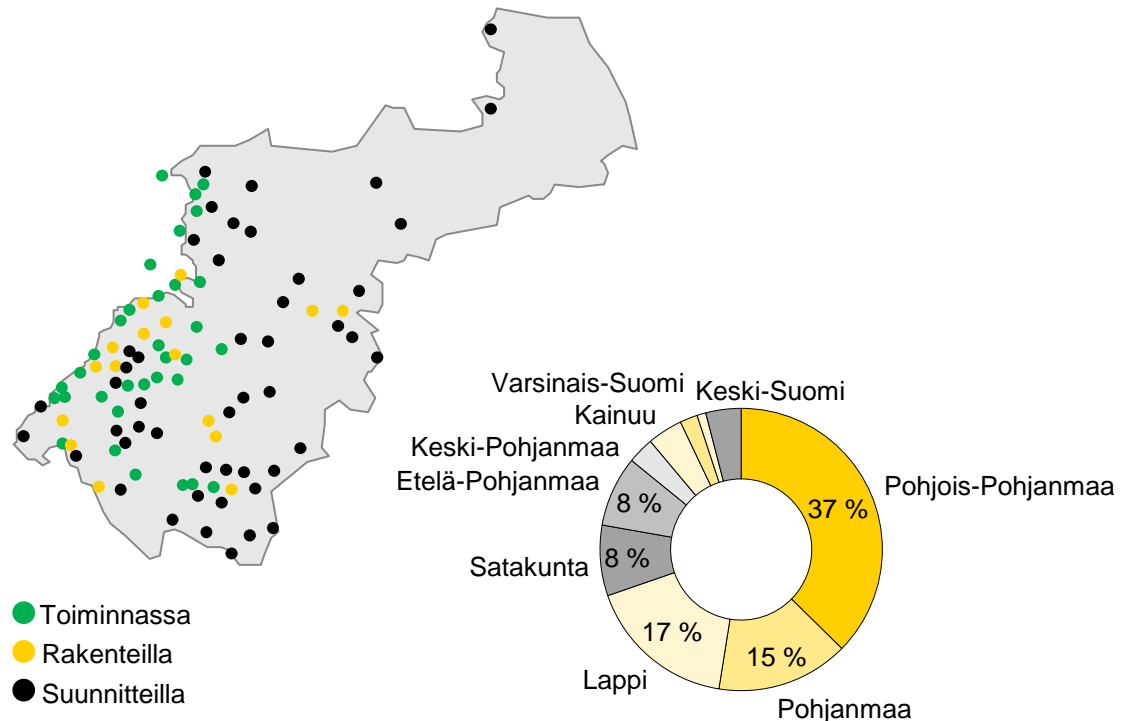 Varsinais-Suomi
Keski-Suomi
Kainuu
Keski-Pohjanmaa
Etelä-Pohjanmaa
Pohjois-Pohjanmaa
8 %
37 %
Satakunta
8 %
17 %
15 %
Lappi
Pohjanmaa
Toiminnassa
Rakenteilla
Suunnitteilla